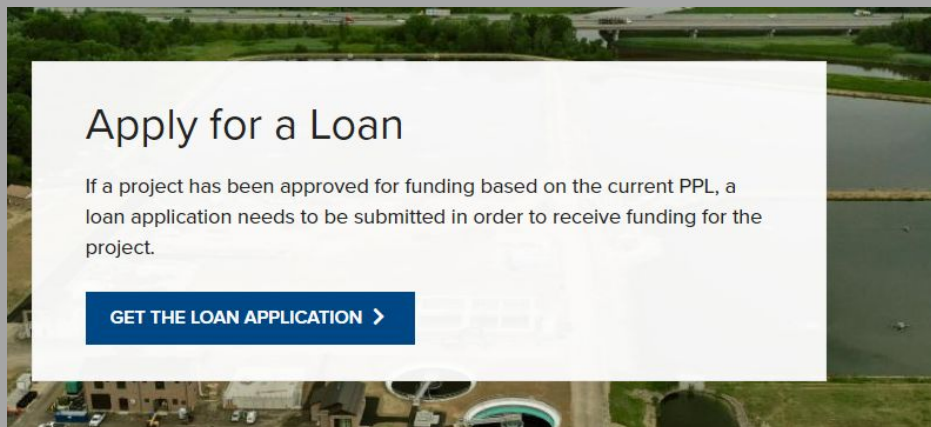 Apply for a Loan
If a project has been approved for funding based on the current PPL, a
loan application needs to be submitted in order to receive funding for the
project.
GET THE LOAN APPLICATION